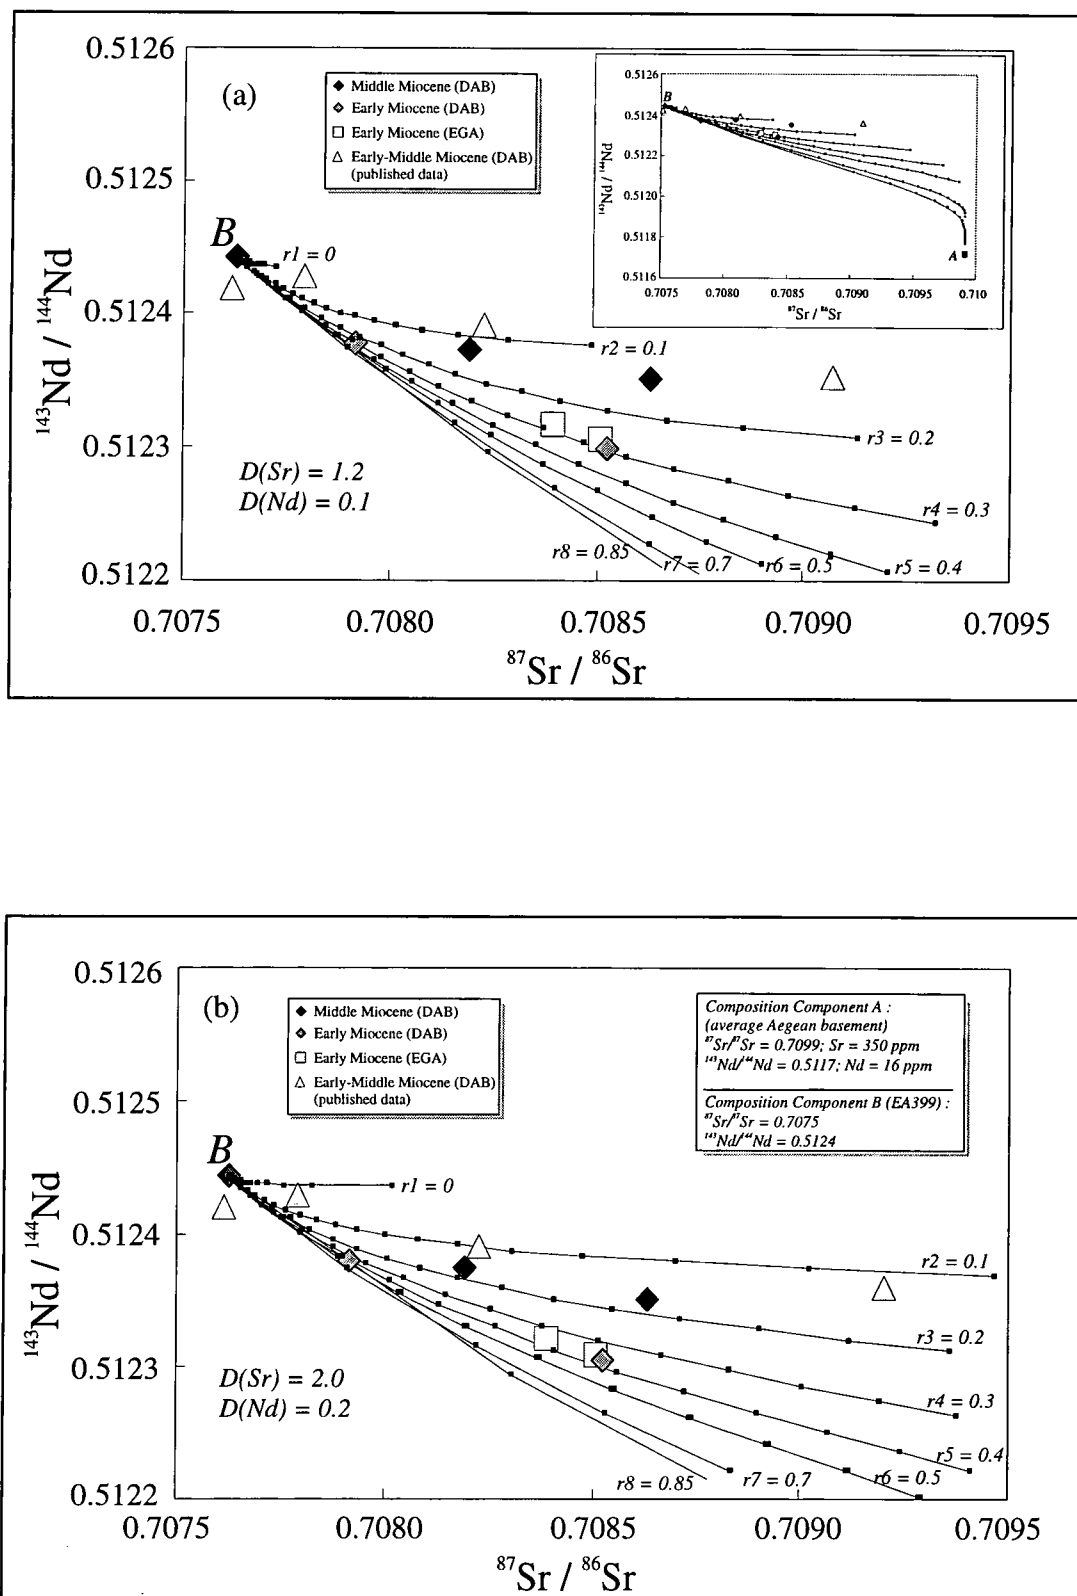 (a)
Middle Miocene (DAB)
Early Miocene (DAB)
Early Miocene (EGA)
Early-Middle Miocene (DAB)
(published data)
0.5126
0.5125
0.5124
0.5123
0.5122
¹⁴³Nd / ¹⁴⁴Nd
B
r1 = 0
r2 = 0.1
r3 = 0.2
r4 = 0.3
r5 = 0.4
r6 = 0.5
r7 = 0.7
r8 = 0.85
D(Sr) = 1.2
D(Nd) = 0.1
0.7075
0.7080
0.7085
0.7090
0.7095
⁸⁷Sr / ⁸⁶Sr
0.5126
0.5124
0.5122
0.5120
0.5118
0.5116
¹⁴³Nd / ¹⁴⁴Nd
B
A
0.7075
0.7080
0.7085
0.7090
0.7095
0.710
⁸⁷Sr / ⁸⁶Sr
(b)
Middle Miocene (DAB)
Early Miocene (DAB)
Early Miocene (EGA)
Early-Middle Miocene (DAB)
(published data)
Composition Component A :
(average Aegean basement)
⁸⁷Sr/⁸⁷Sr = 0.7099; Sr = 350 ppm
¹⁴³Nd/¹⁴⁴Nd = 0.5117; Nd = 16 ppm
Composition Component B (EA399) :
⁸⁷Sr/⁸⁷Sr = 0.7075
¹⁴³Nd/¹⁴⁴Nd = 0.5124
0.5126
0.5125
0.5124
0.5123
0.5122
¹⁴³Nd / ¹⁴⁴Nd
B
r1 = 0
r2 = 0.1
r3 = 0.2
r4 = 0.3
r5 = 0.4
r6 = 0.5
r7 = 0.7
r8 = 0.85
D(Sr) = 2.0
D(Nd) = 0.2
0.7075
0.7080
0.7085
0.7090
0.7095
⁸⁷Sr / ⁸⁶Sr